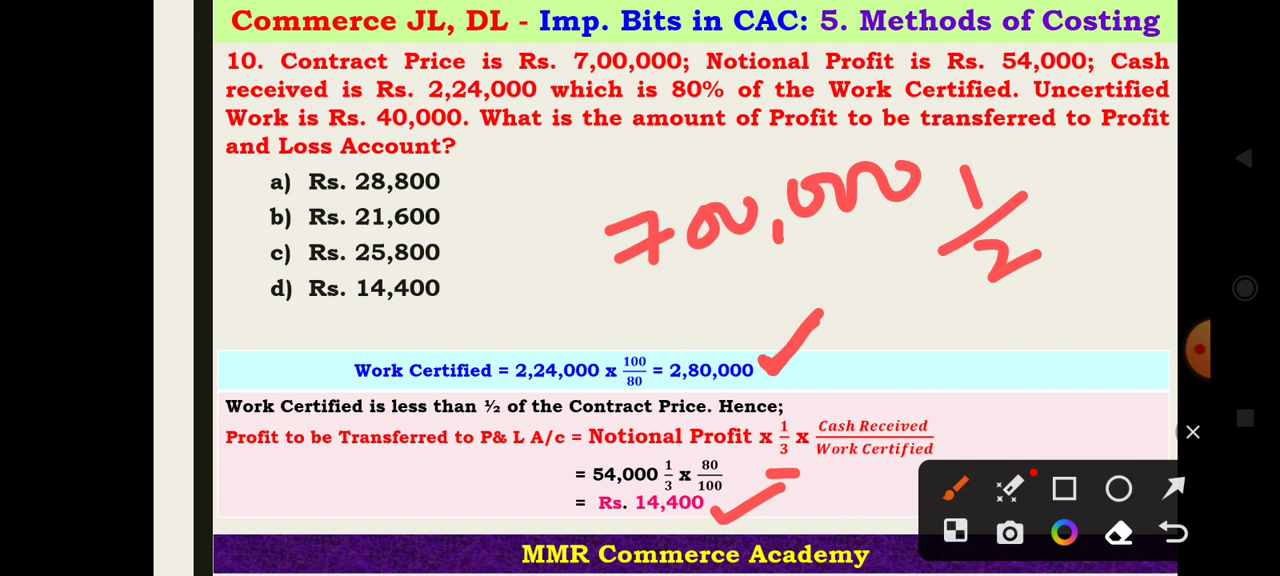 Commerce JL, DL - Imp. Bits in CAC: 5. Methods of Costing
10. Contract Price is Rs. 7,00,000; Notional Profit is Rs. 54,000; Cash
received is Rs. 2,24,000 which is 80% of the Work Certified. Uncertified
Work is Rs. 40,000. What is the amount of Profit to be transferred to Profit
and Loss Account?
a) Rs. 28,800
b) Rs. 21,600
c) Rs. 25,800
d) Rs. 14,400
700,000 1/2
Work Certified = 2,24,000 x 100/80 = 2,80,000
Work Certified is less than ½ of the Contract Price. Hence;
Profit to be Transferred to P& L A/c = Notional Profit x 1/3 x Cash Received/Work Certified
= 54,000 1/3 x 80/100
= Rs. 14,400
MMR Commerce Academy